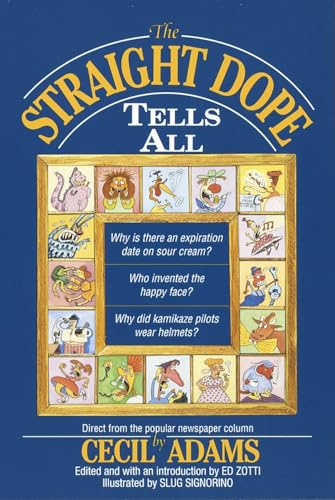 The
STRAIGHT DOPE
TELLS
ALL
Why is there an expiration
date on sour cream?
Who invented the
happy face?
Why did kamikaze pilots
wear helmets?
Direct from the popular newspaper column
by
CECIL ADAMS
Edited and with an introduction by ED ZOTTI
Illustrated by SLUG SIGNORINO